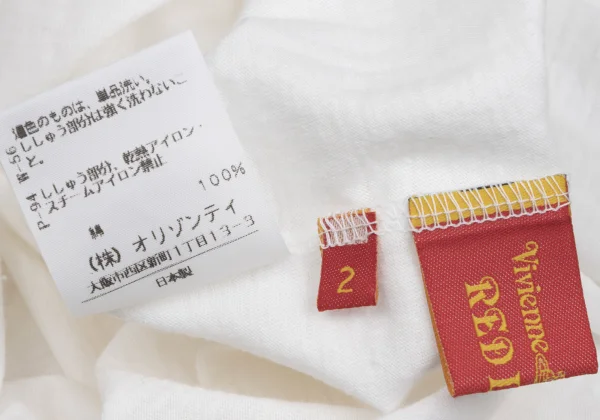 濃色のものは、単品洗い。
W-56
ししゅう部分は強く洗わないこ
と。
P-94
ししゅう部分、乾熱アイロン・
スチームアイロン禁止
綿 100%
(株) オリゾンティ
大阪市西区新町1丁目13-3
日本製
2
Vivienne
RED